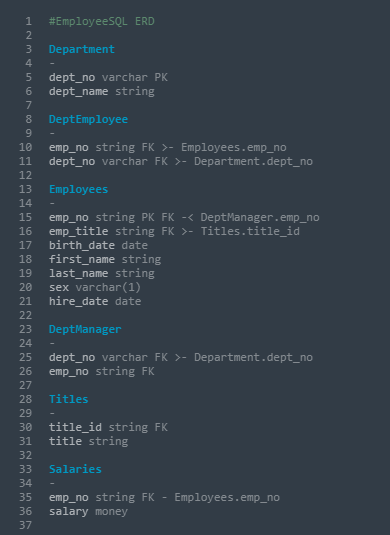 1 #EmployeeSQL ERD
2
3 Department
4 -
5 dept_no varchar PK
6 dept_name string
7
8 DeptEmployee
9 -
10 emp_no string FK >- Employees.emp_no
11 dept_no varchar FK >- Department.dept_no
12
13 Employees
14 -
15 emp_no string PK FK -< DeptManager.emp_no
16 emp_title string FK >- Titles.title_id
17 birth_date date
18 first_name string
19 last_name string
20 sex varchar(1)
21 hire_date date
22
23 DeptManager
24 -
25 dept_no varchar FK >- Department.dept_no
26 emp_no string FK
27
28 Titles
29 -
30 title_id string FK
31 title string
32
33 Salaries
34 -
35 emp_no string FK - Employees.emp_no
36 salary money
37